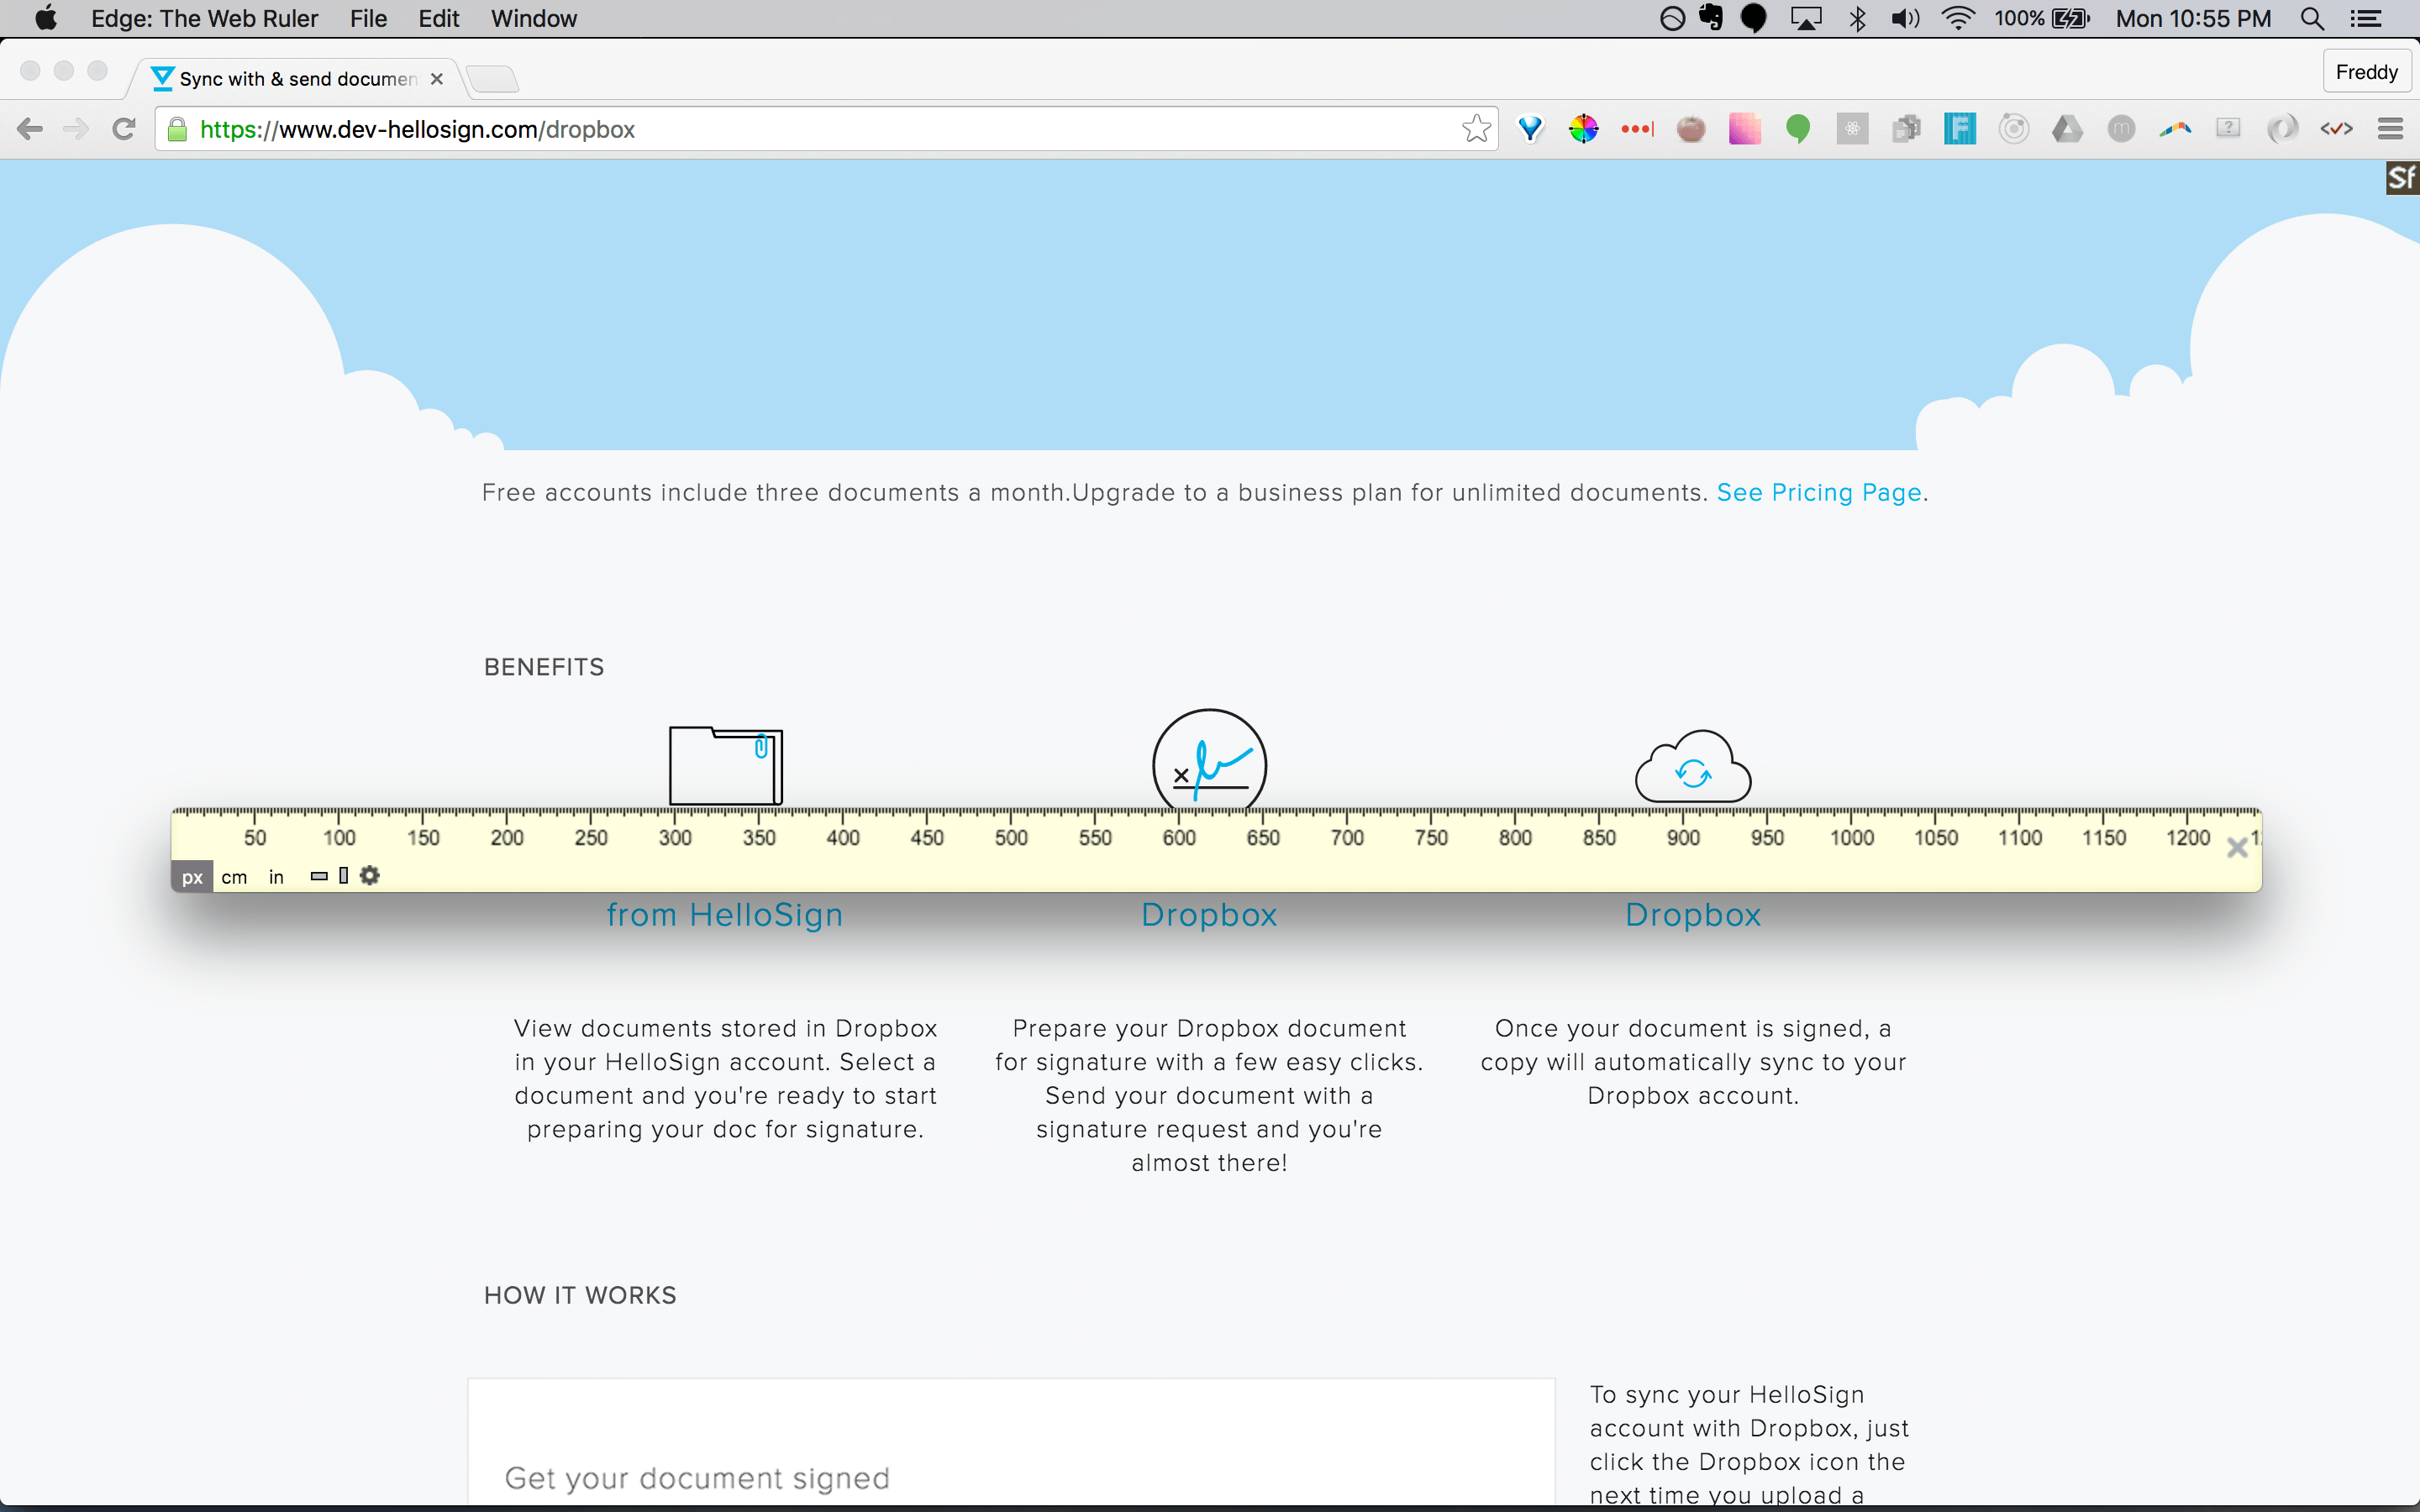 Edge: The Web Ruler File Edit Window 100% Mon 10:55 PM
Sync with & send documen Freddy
https://www.dev-hellosign.com/dropbox
Sf
Free accounts include three documents a month.Upgrade to a business plan for unlimited documents. See Pricing Page.
BENEFITS
50 100 150 200 250 300 350 400 450 500 550 600 650 700 750 800 850 900 950 1000 1050 1100 1150 1200
px cm in
from HelloSign
Dropbox
Dropbox
View documents stored in Dropbox
in your HelloSign account. Select a
document and you're ready to start
preparing your doc for signature.
Prepare your Dropbox document
for signature with a few easy clicks.
Send your document with a
signature request and you're
almost there!
Once your document is signed, a
copy will automatically sync to your
Dropbox account.
HOW IT WORKS
Get your document signed
To sync your HelloSign
account with Dropbox, just
click the Dropbox icon the
next time you upload a